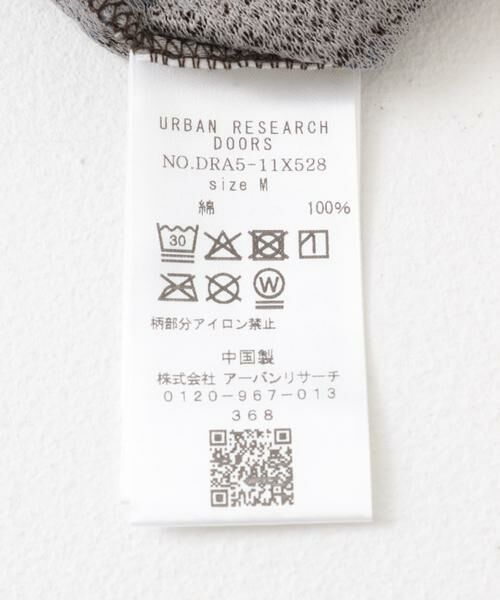 URBAN RESEARCH
DOORS
NO.DRA5-11X528
size M
綿 100%
30
W
柄部分アイロン禁止
中国製
株式会社 アーバンリサーチ
0120-967-013
368